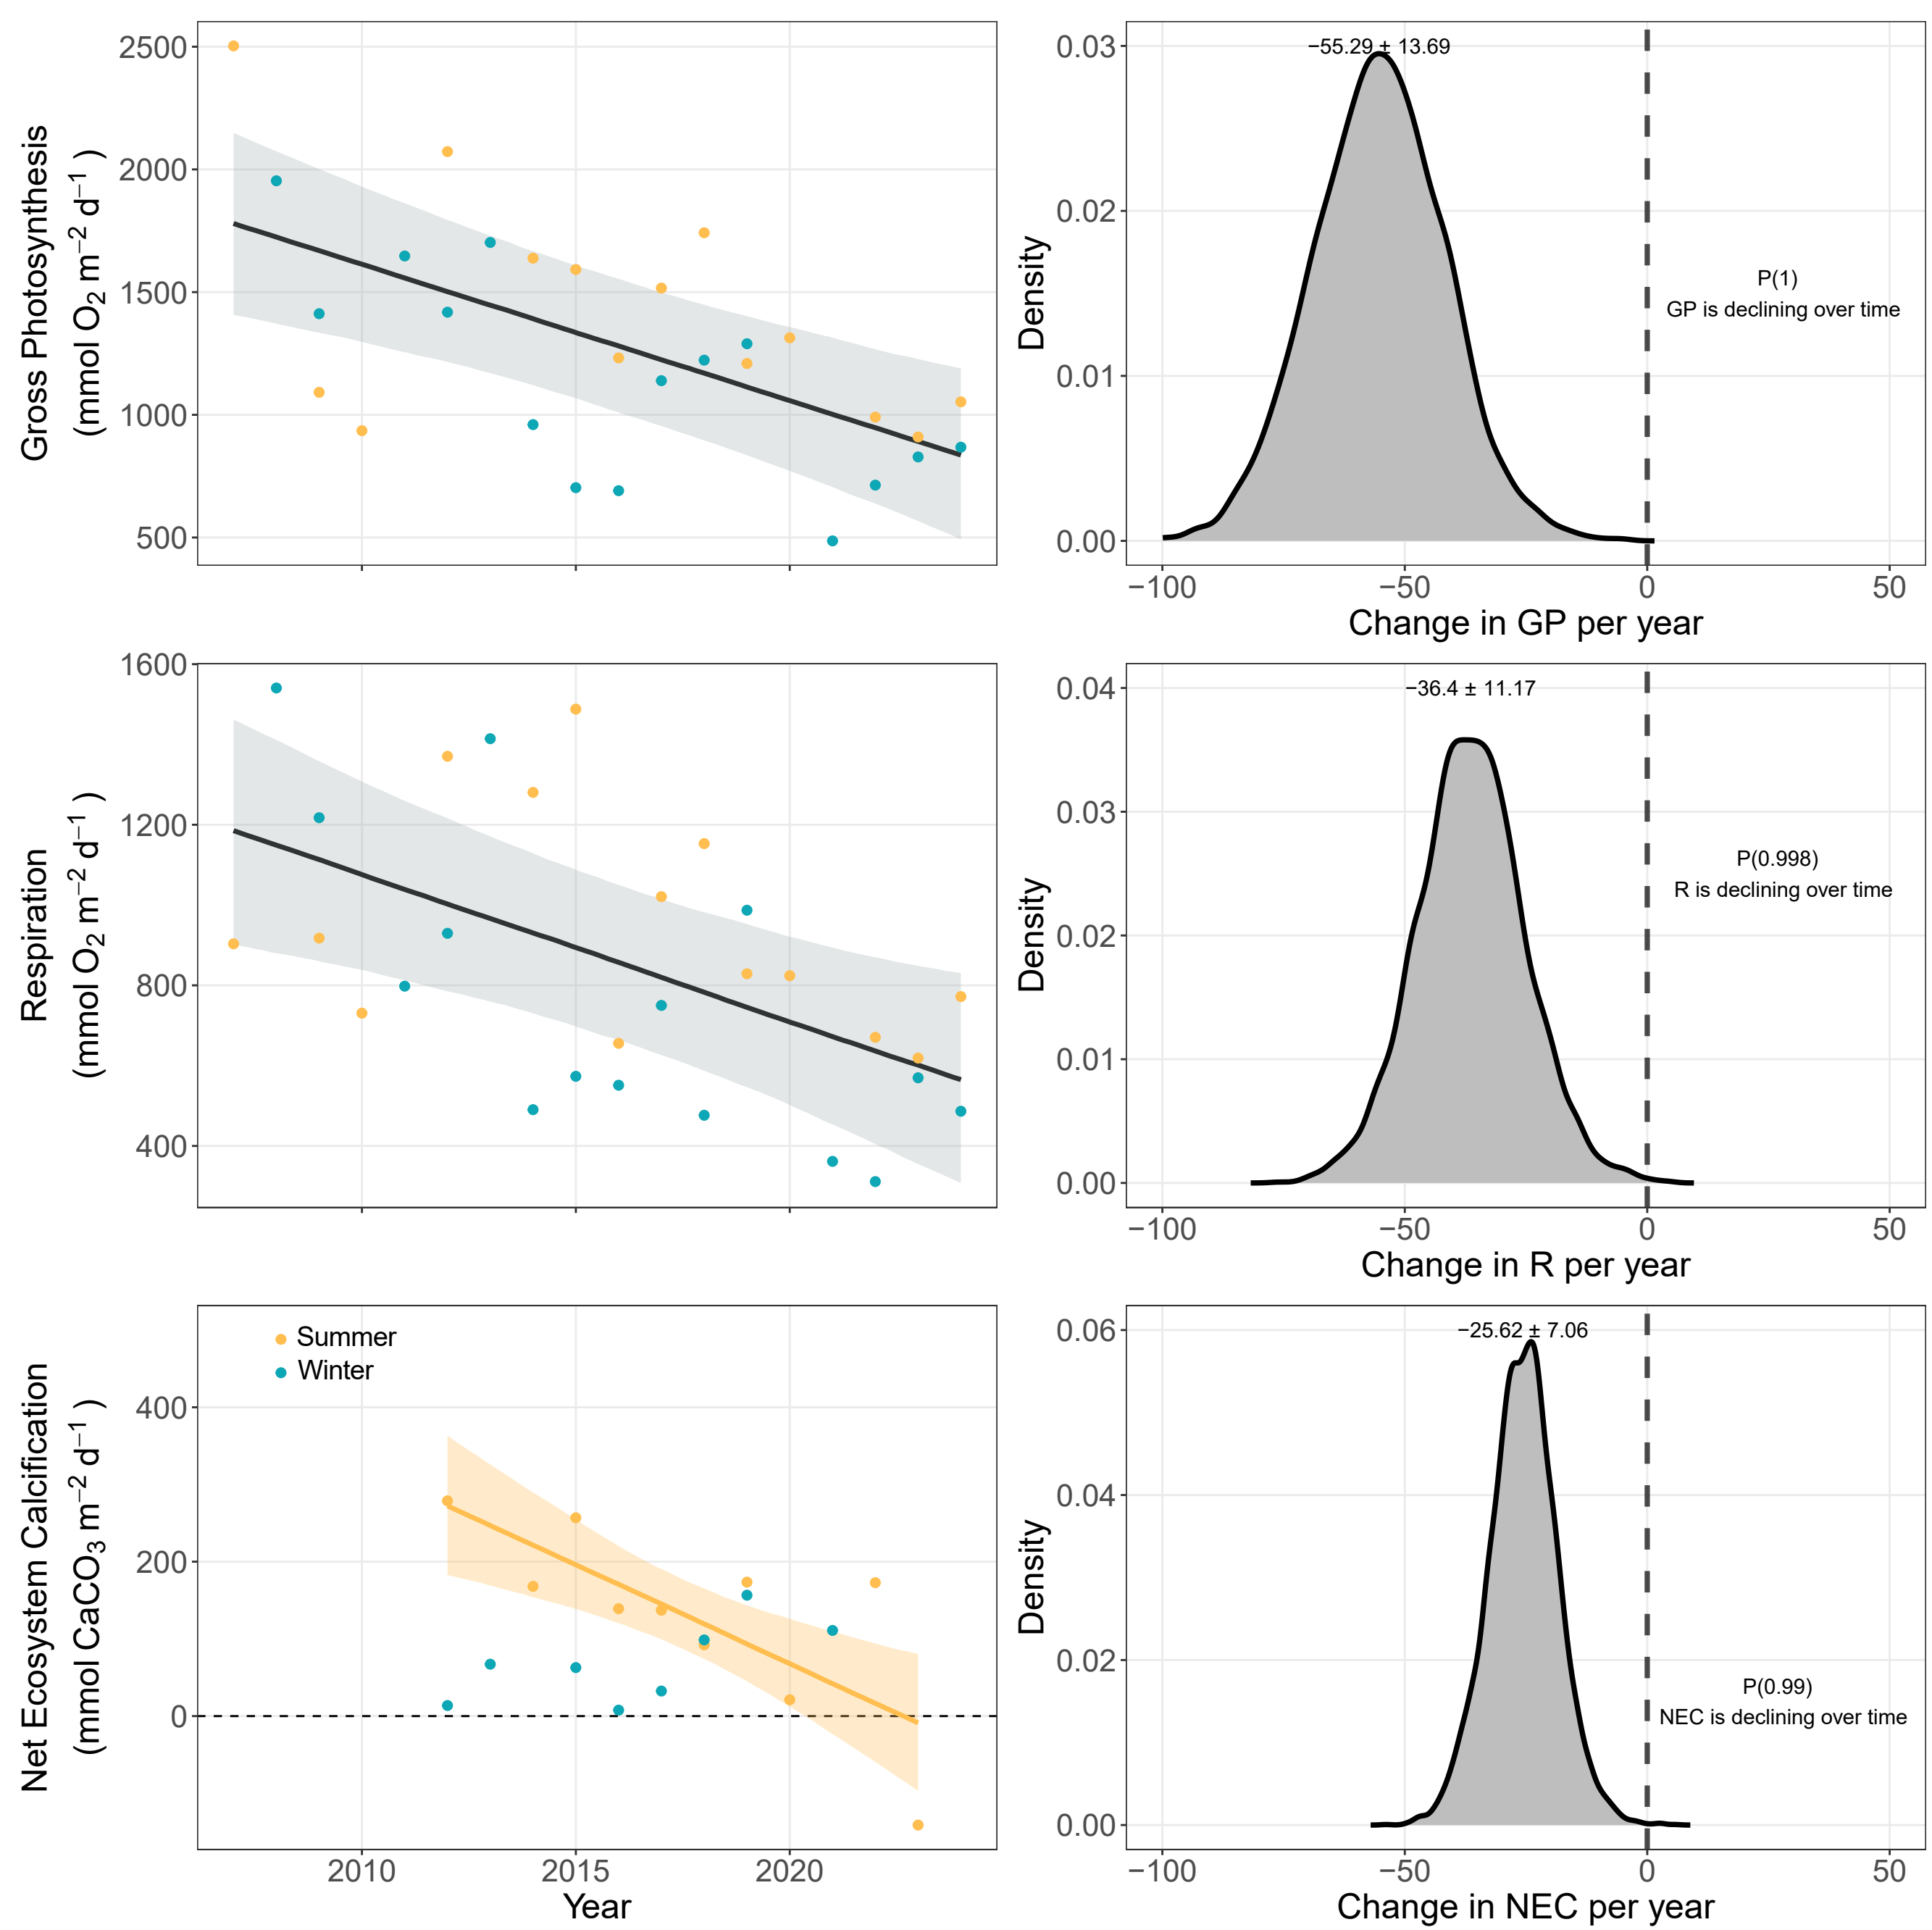 Gross Photosynthesis
(mmol O₂ m⁻² d⁻¹ )
2500
2000
1500
1000
500
Density
0.03
0.02
0.01
0.00
−55.29 ± 13.69
P(1)
GP is declining over time
−100 −50 0 50
Change in GP per year
Respiration
(mmol O₂ m⁻² d⁻¹ )
1600
1200
800
400
Density
0.04
0.03
0.02
0.01
0.00
−36.4 ± 11.17
P(0.998)
R is declining over time
−100 −50 0 50
Change in R per year
Net Ecosystem Calcification
(mmol CaCO₃ m⁻² d⁻¹ )
400
200
0
Summer
Winter
2010 2015 2020
Year
Density
0.06
0.04
0.02
0.00
−25.62 ± 7.06
P(0.99)
NEC is declining over time
−100 −50 0 50
Change in NEC per year